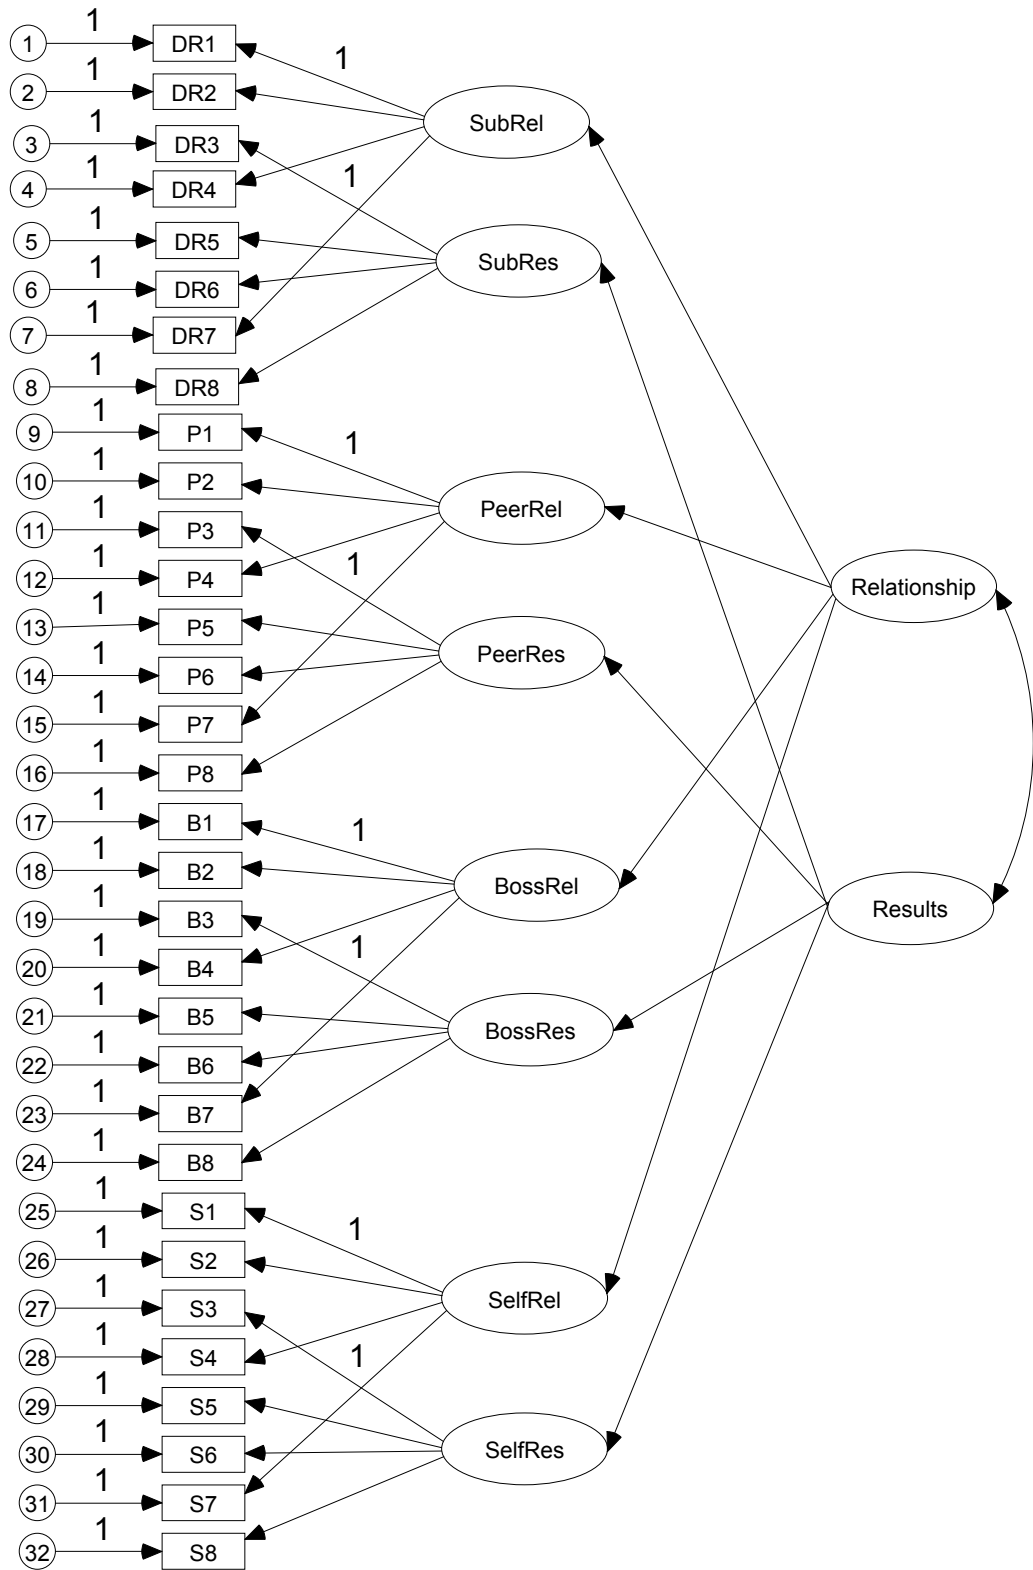 1 1 DR1
1
2 1 DR2
SubRel
3 1 DR3
4 1 DR4
1
5 1 DR5
SubRes
6 1 DR6
7 1 DR7
8 1 DR8
9 1 P1
1
10 1 P2
PeerRel
11 1 P3
12 1 P4
1
Relationship
13 1 P5
PeerRes
14 1 P6
15 1 P7
16 1 P8
17 1 B1
1
18 1 B2
BossRel
19 1 B3
Results
20 1 B4
1
21 1 B5
BossRes
22 1 B6
23 1 B7
24 1 B8
25 1 S1
1
26 1 S2
SelfRel
27 1 S3
28 1 S4
1
29 1 S5
SelfRes
30 1 S6
31 1 S7
32 1 S8